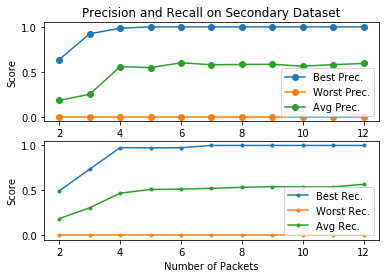 Precision and Recall on Secondary Dataset
1.0
0.5
0.0
Score
Best Prec.
Worst Prec.
Avg Prec.
2 4 6 8 10 12
1.0
0.5
0.0
Score
Best Rec.
Worst Rec.
Avg Rec.
2 4 6 8 10 12
Number of Packets